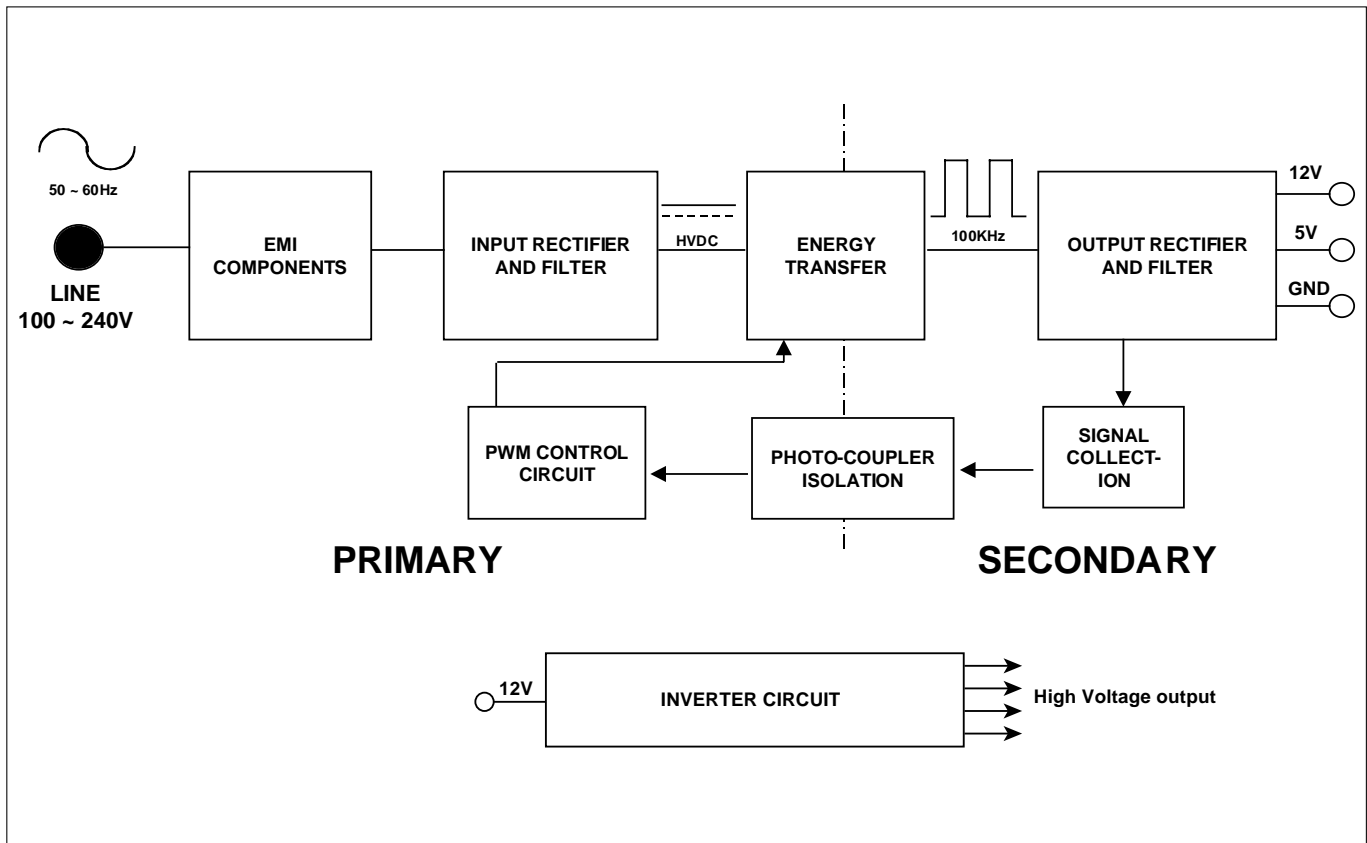 50 ~ 60Hz
LINE
100 ~ 240V
EMI
COMPONENTS
INPUT RECTIFIER
AND FILTER
HVDC
ENERGY
TRANSFER
100KHz
OUTPUT RECTIFIER
AND FILTER
12V
5V
GND
PWM CONTROL
CIRCUIT
PHOTO-COUPLER
ISOLATION
SIGNAL
COLLECT-
ION
PRIMARY
SECONDARY
12V
INVERTER CIRCUIT
High Voltage output